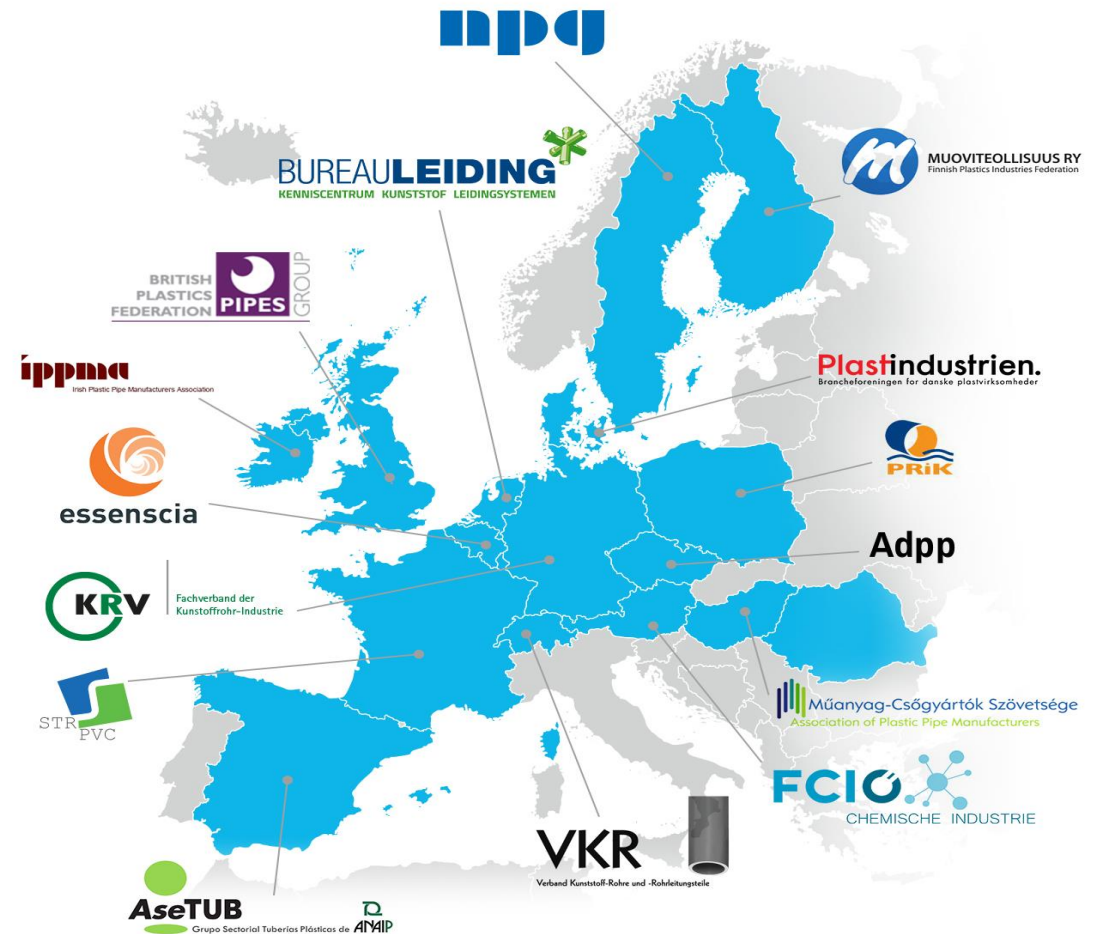 npg
BUREAULEIDING
KENNISCENTRUM KUNSTSTOF LEIDINGSYSTEMEN
m
MUOVITEOLLISUUS RY
Finnish Plastics Industries Federation
BRITISH
PLASTICS
FEDERATION
PIPES
GROUP
ippma
Irish Plastic Pipe Manufacturers Association
Plastindustrien.
Brancheforeningen for danske plastvirksomheder
essenscia
PRiK
Adpp
KRV
Fachverband der
Kunstoffrohr-Industrie
STR
PVC
Műanyag-Csőgyártók Szövetsége
Association of Plastic Pipe Manufacturers
FCIO
CHEMISCHE INDUSTRIE
VKR
Verband Kunststoff-Rohre und -Rohrleitungsteile
AseTUB
Grupo Sectorial Tuberías Plásticas de ANAIP